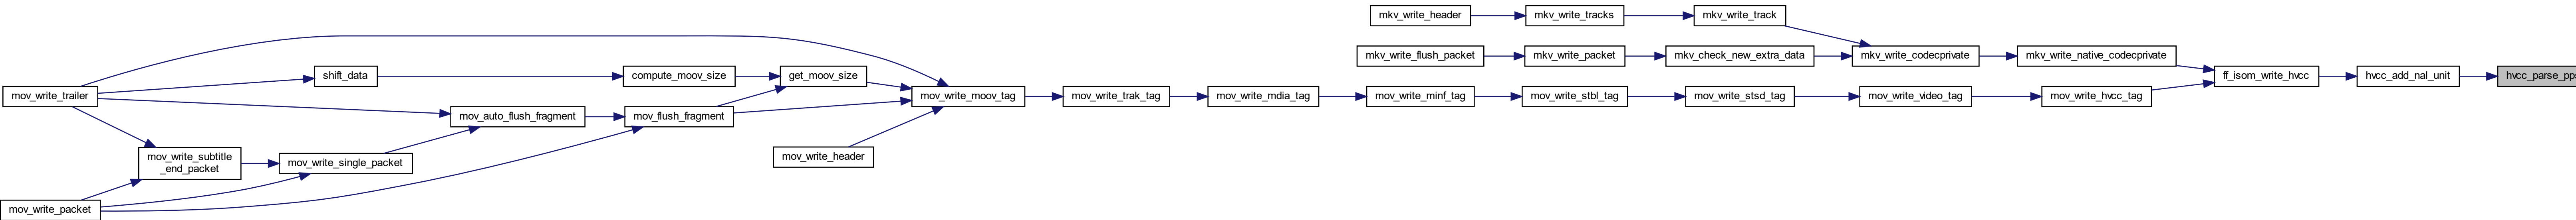 mkv_write_header
mkv_write_tracks
mkv_write_track
mkv_write_flush_packet
mkv_write_packet
mkv_check_new_extra_data
mkv_write_codecprivate
mkv_write_native_codecprivate
shift_data
compute_moov_size
get_moov_size
ff_isom_write_hvcc
hvcc_add_nal_unit
hvcc_parse_pps
mov_write_trailer
mov_write_moov_tag
mov_write_trak_tag
mov_write_mdia_tag
mov_write_minf_tag
mov_write_stbl_tag
mov_write_stsd_tag
mov_write_video_tag
mov_write_hvcc_tag
mov_auto_flush_fragment
mov_flush_fragment
mov_write_subtitle
_end_packet
mov_write_single_packet
mov_write_header
mov_write_packet